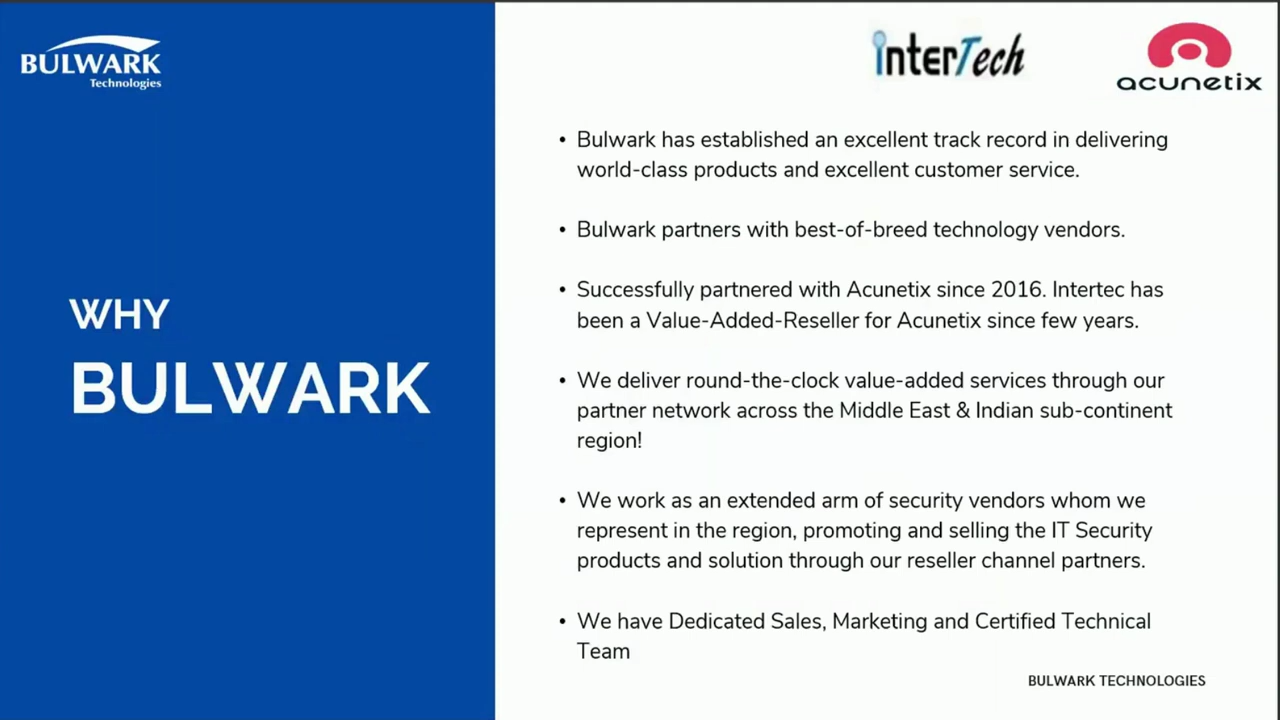 BULWARK
Technologies
interTech
acunetix
WHY
BULWARK
• Bulwark has established an excellent track record in delivering
world-class products and excellent customer service.
• Bulwark partners with best-of-breed technology vendors.
• Successfully partnered with Acunetix since 2016. Intertec has
been a Value-Added-Reseller for Acunetix since few years.
• We deliver round-the-clock value-added services through our
partner network across the Middle East & Indian sub-continent
region!
• We work as an extended arm of security vendors whom we
represent in the region, promoting and selling the IT Security
products and solution through our reseller channel partners.
• We have Dedicated Sales, Marketing and Certified Technical
Team
BULWARK TECHNOLOGIES